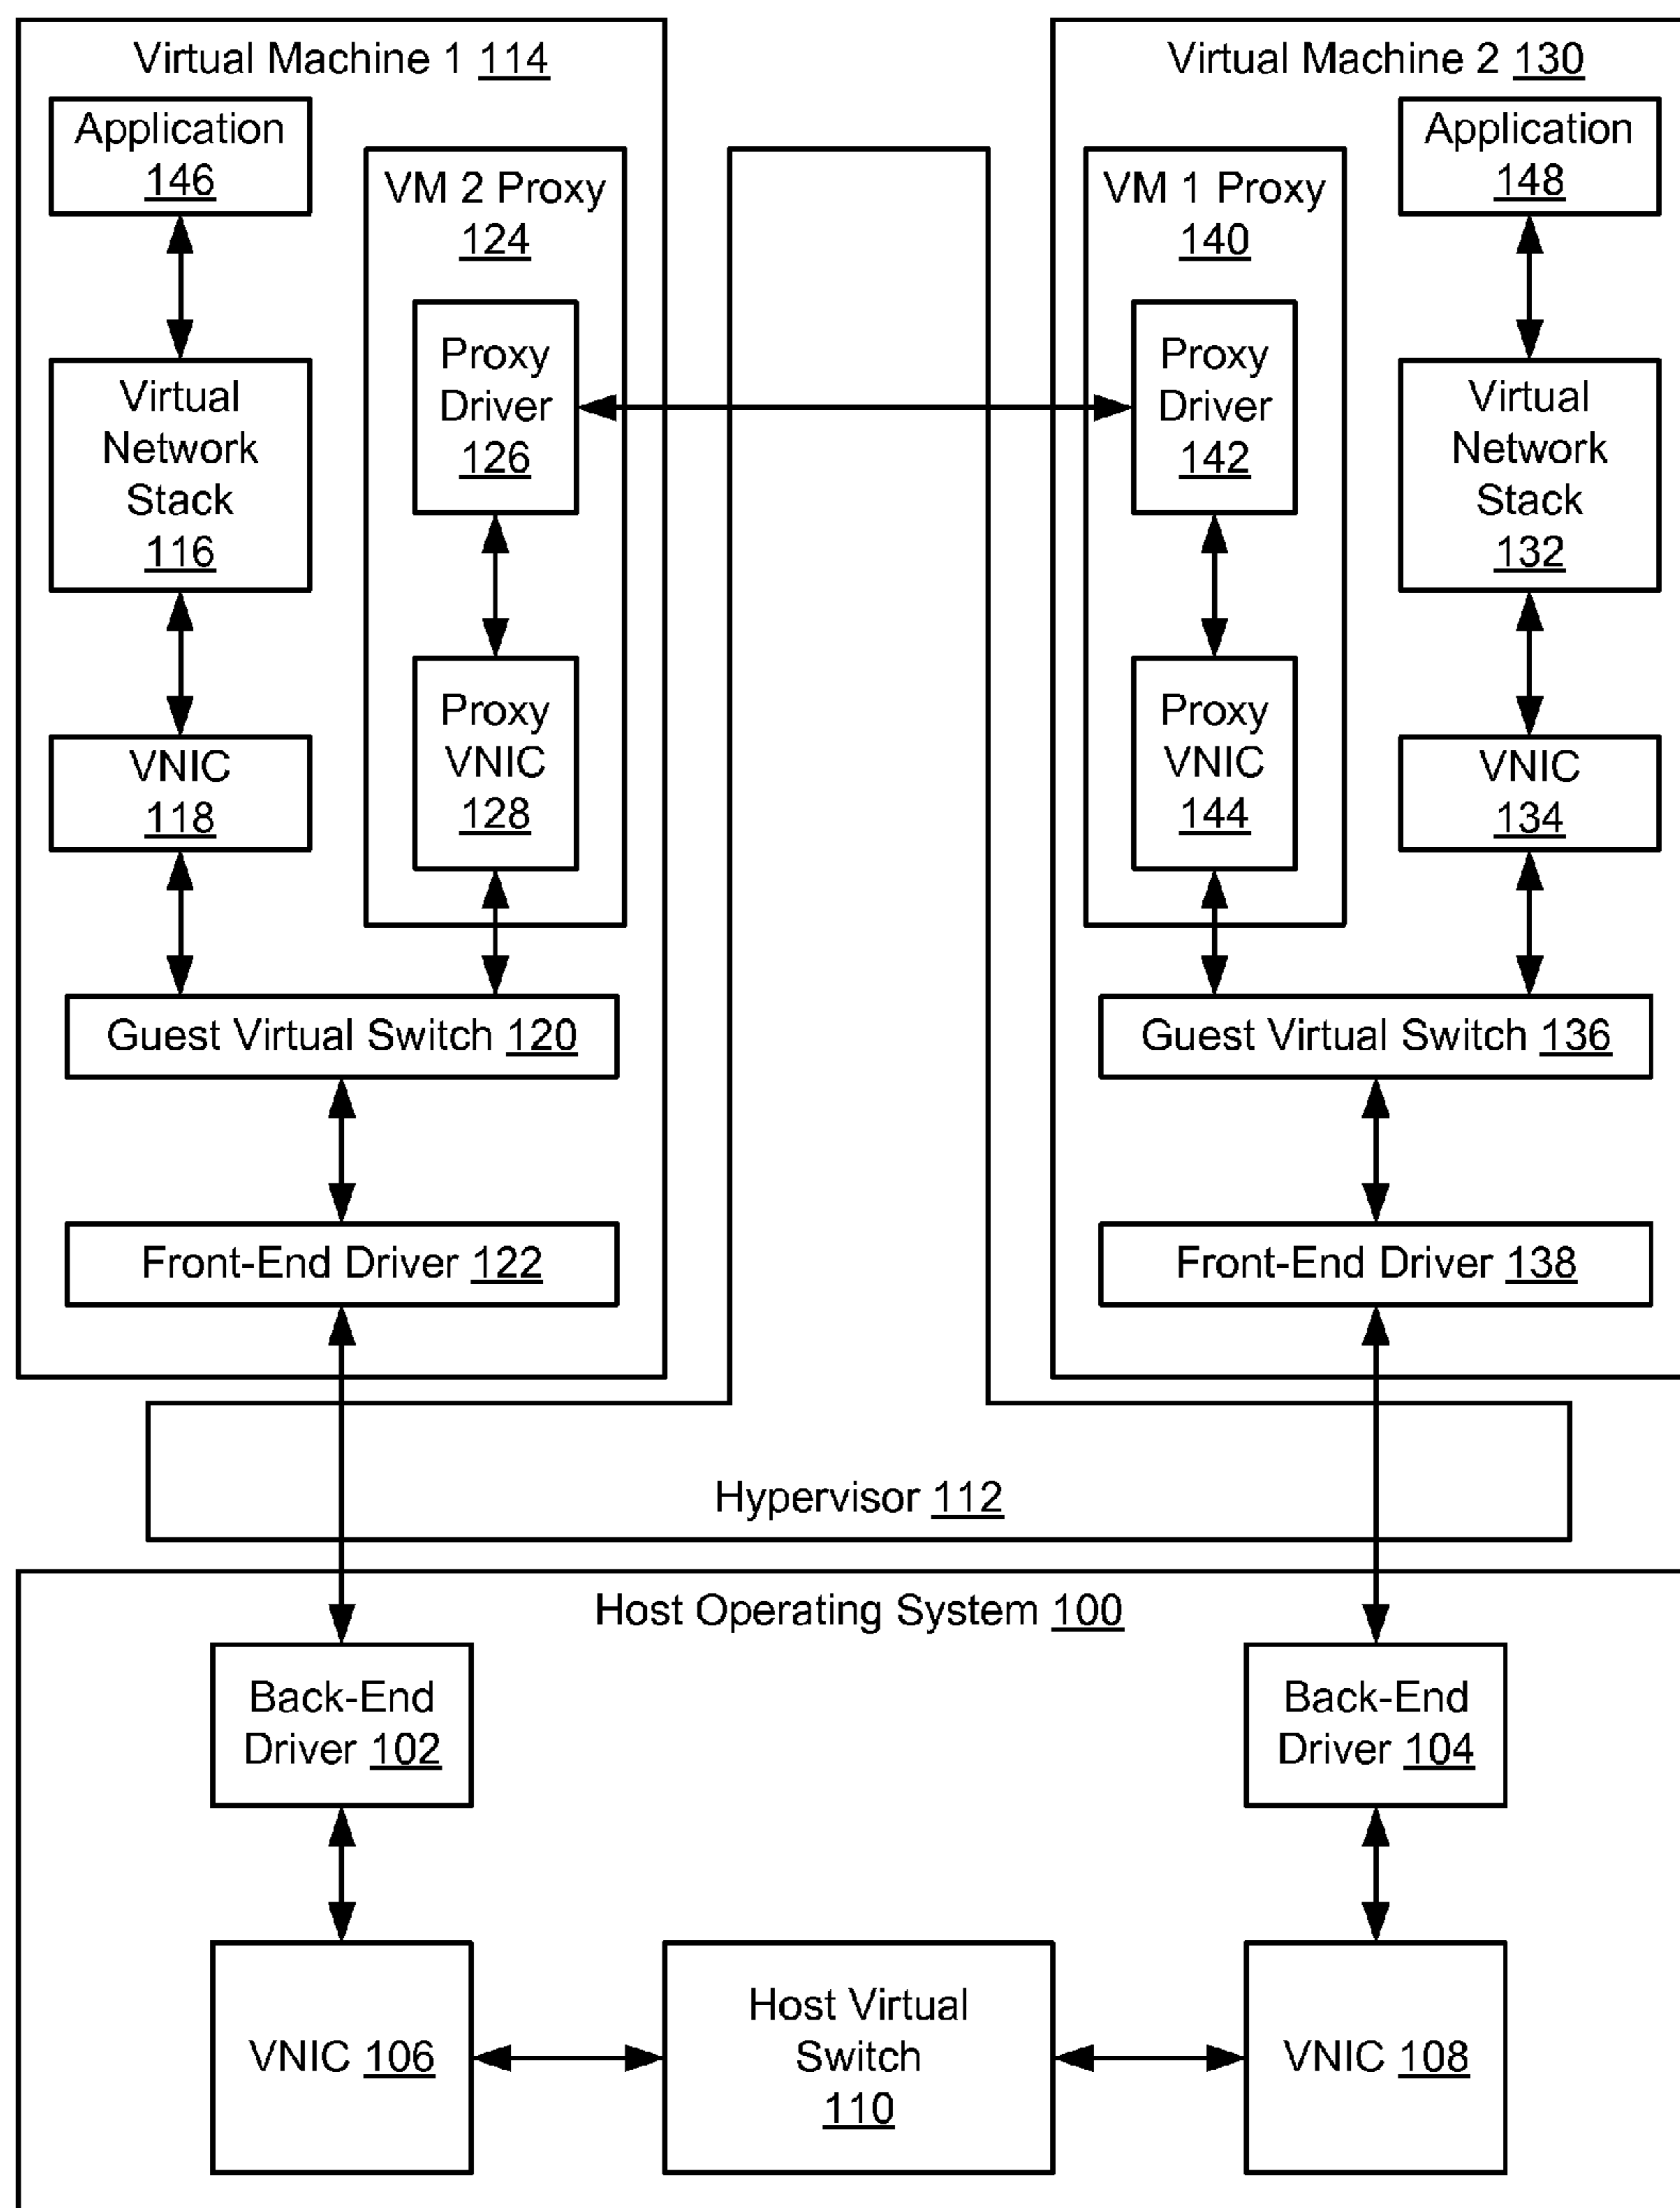 Virtual Machine 1 114
Application
146
VM 2 Proxy
124
Proxy
Driver
126
Virtual
Network
Stack
116
Proxy
VNIC
128
VNIC
118
Guest Virtual Switch 120
Front-End Driver 122
Virtual Machine 2 130
VM 1 Proxy
140
Application
148
Proxy
Driver
142
Virtual
Network
Stack
132
Proxy
VNIC
144
VNIC
134
Guest Virtual Switch 136
Front-End Driver 138
Hypervisor 112
Host Operating System 100
Back-End
Driver 102
Back-End
Driver 104
VNIC 106
Host Virtual
Switch
110
VNIC 108